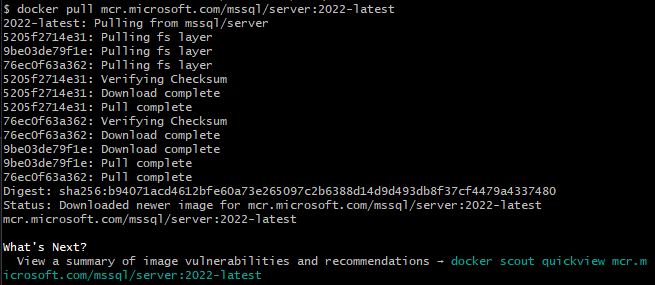 $ docker pull mcr.microsoft.com/mssql/server:2022-latest
2022-latest: Pulling from mssql/server
5205f2714e31: Pulling fs layer
9be03de79f1e: Pulling fs layer
76ec0f63a362: Pulling fs layer
5205f2714e31: Verifying Checksum
5205f2714e31: Download complete
5205f2714e31: Pull complete
76ec0f63a362: Verifying Checksum
76ec0f63a362: Download complete
9be03de79f1e: Download complete
9be03de79f1e: Pull complete
76ec0f63a362: Pull complete
Digest: sha256:b94071acd4612bfe60a73e265097c2b6388d14d9d493db8f37cf4479a4337480
Status: Downloaded newer image for mcr.microsoft.com/mssql/server:2022-latest
mcr.microsoft.com/mssql/server:2022-latest
What's Next?
View a summary of image vulnerabilities and recommendations → docker scout quickview mcr.m
icrosoft.com/mssql/server:2022-latest